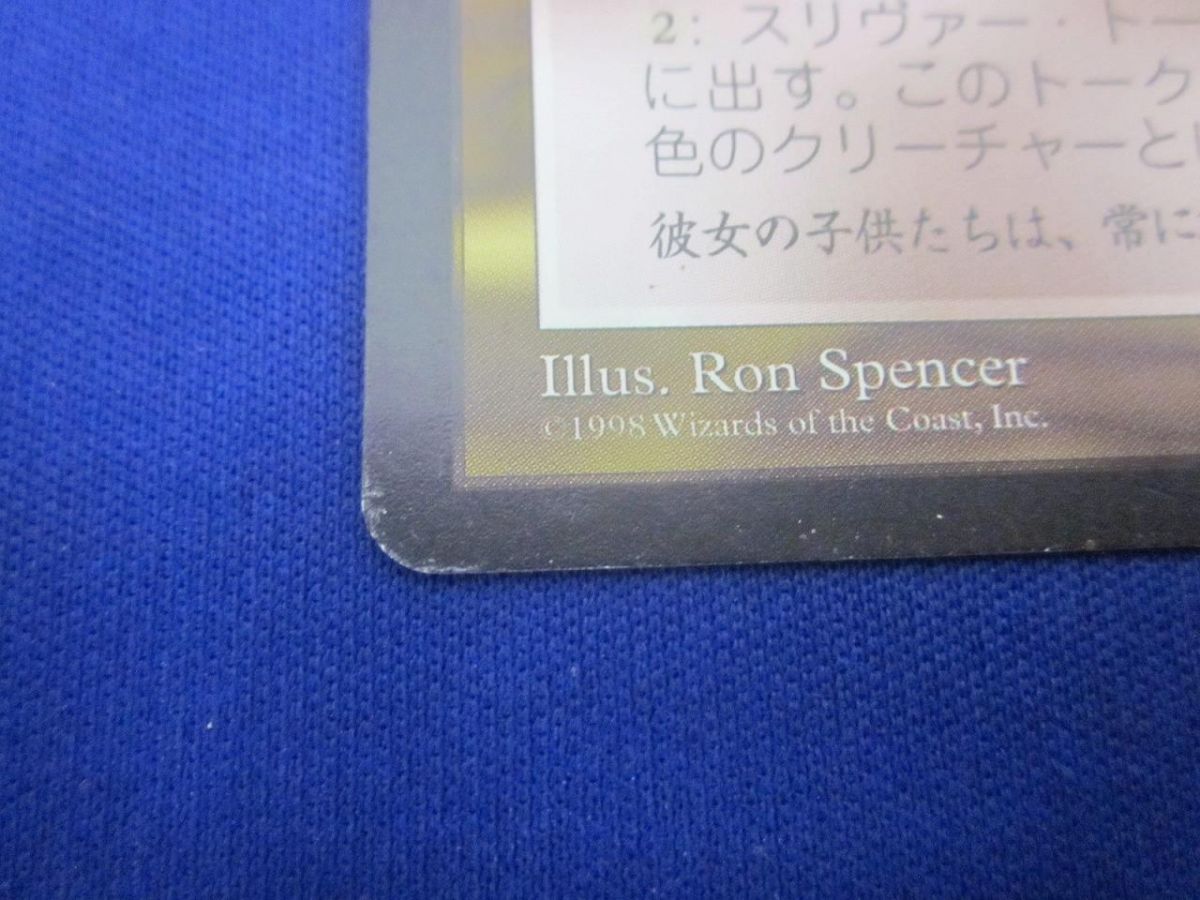 2: スリヴァー・トー
に出す。このトーク
色のクリーチャーと
彼女の子供たちは、常に
Illus. Ron Spencer
©1998 Wizards of the Coast, Inc.